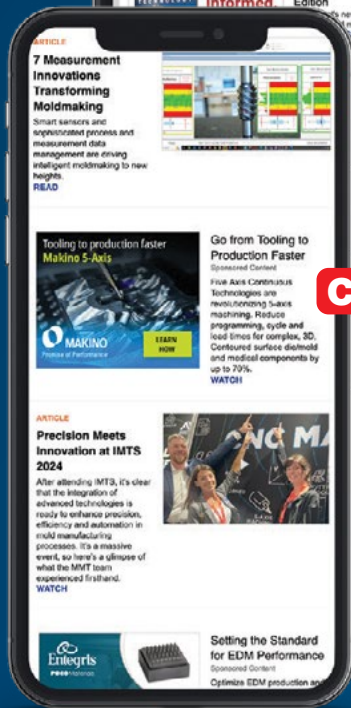 TECHNOLOGY
Informed
Edition
ARTICLE
7 Measurement
Innovations
Transforming
Moldmaking
Smart sensors and
sophisticated process and
measurement data
management are driving
intelligent moldmaking to new
heights.
READ
Tooling to production faster
Makino 5-Axis
MAKINO
Promise of Performance
LEARN
HOW
Go from Tooling to
Production Faster
Sponsored Content
Five Axis Continuous
Technologies are
revolutionizing 5-axis
machining. Reduce
programming, cycle and
lead times for complex, 3D,
Contoured surface die/mold
and medical components by
up to 70%.
WATCH
C
ARTICLE
Precision Meets
Innovation at IMTS
2024
After attending IMTS, it's clear
that the integration of
advanced technologies is
ready to enhance precision,
efficiency and automation in
mold manufacturing
processes. It's a massive
event, so here's a glimpse of
what the MMT team
experienced firsthand.
WATCH
CNC MA
Entegris
POCO Materials
Setting the Standard
for EDM Performance
Sponsored Content
Optimize EDM production and